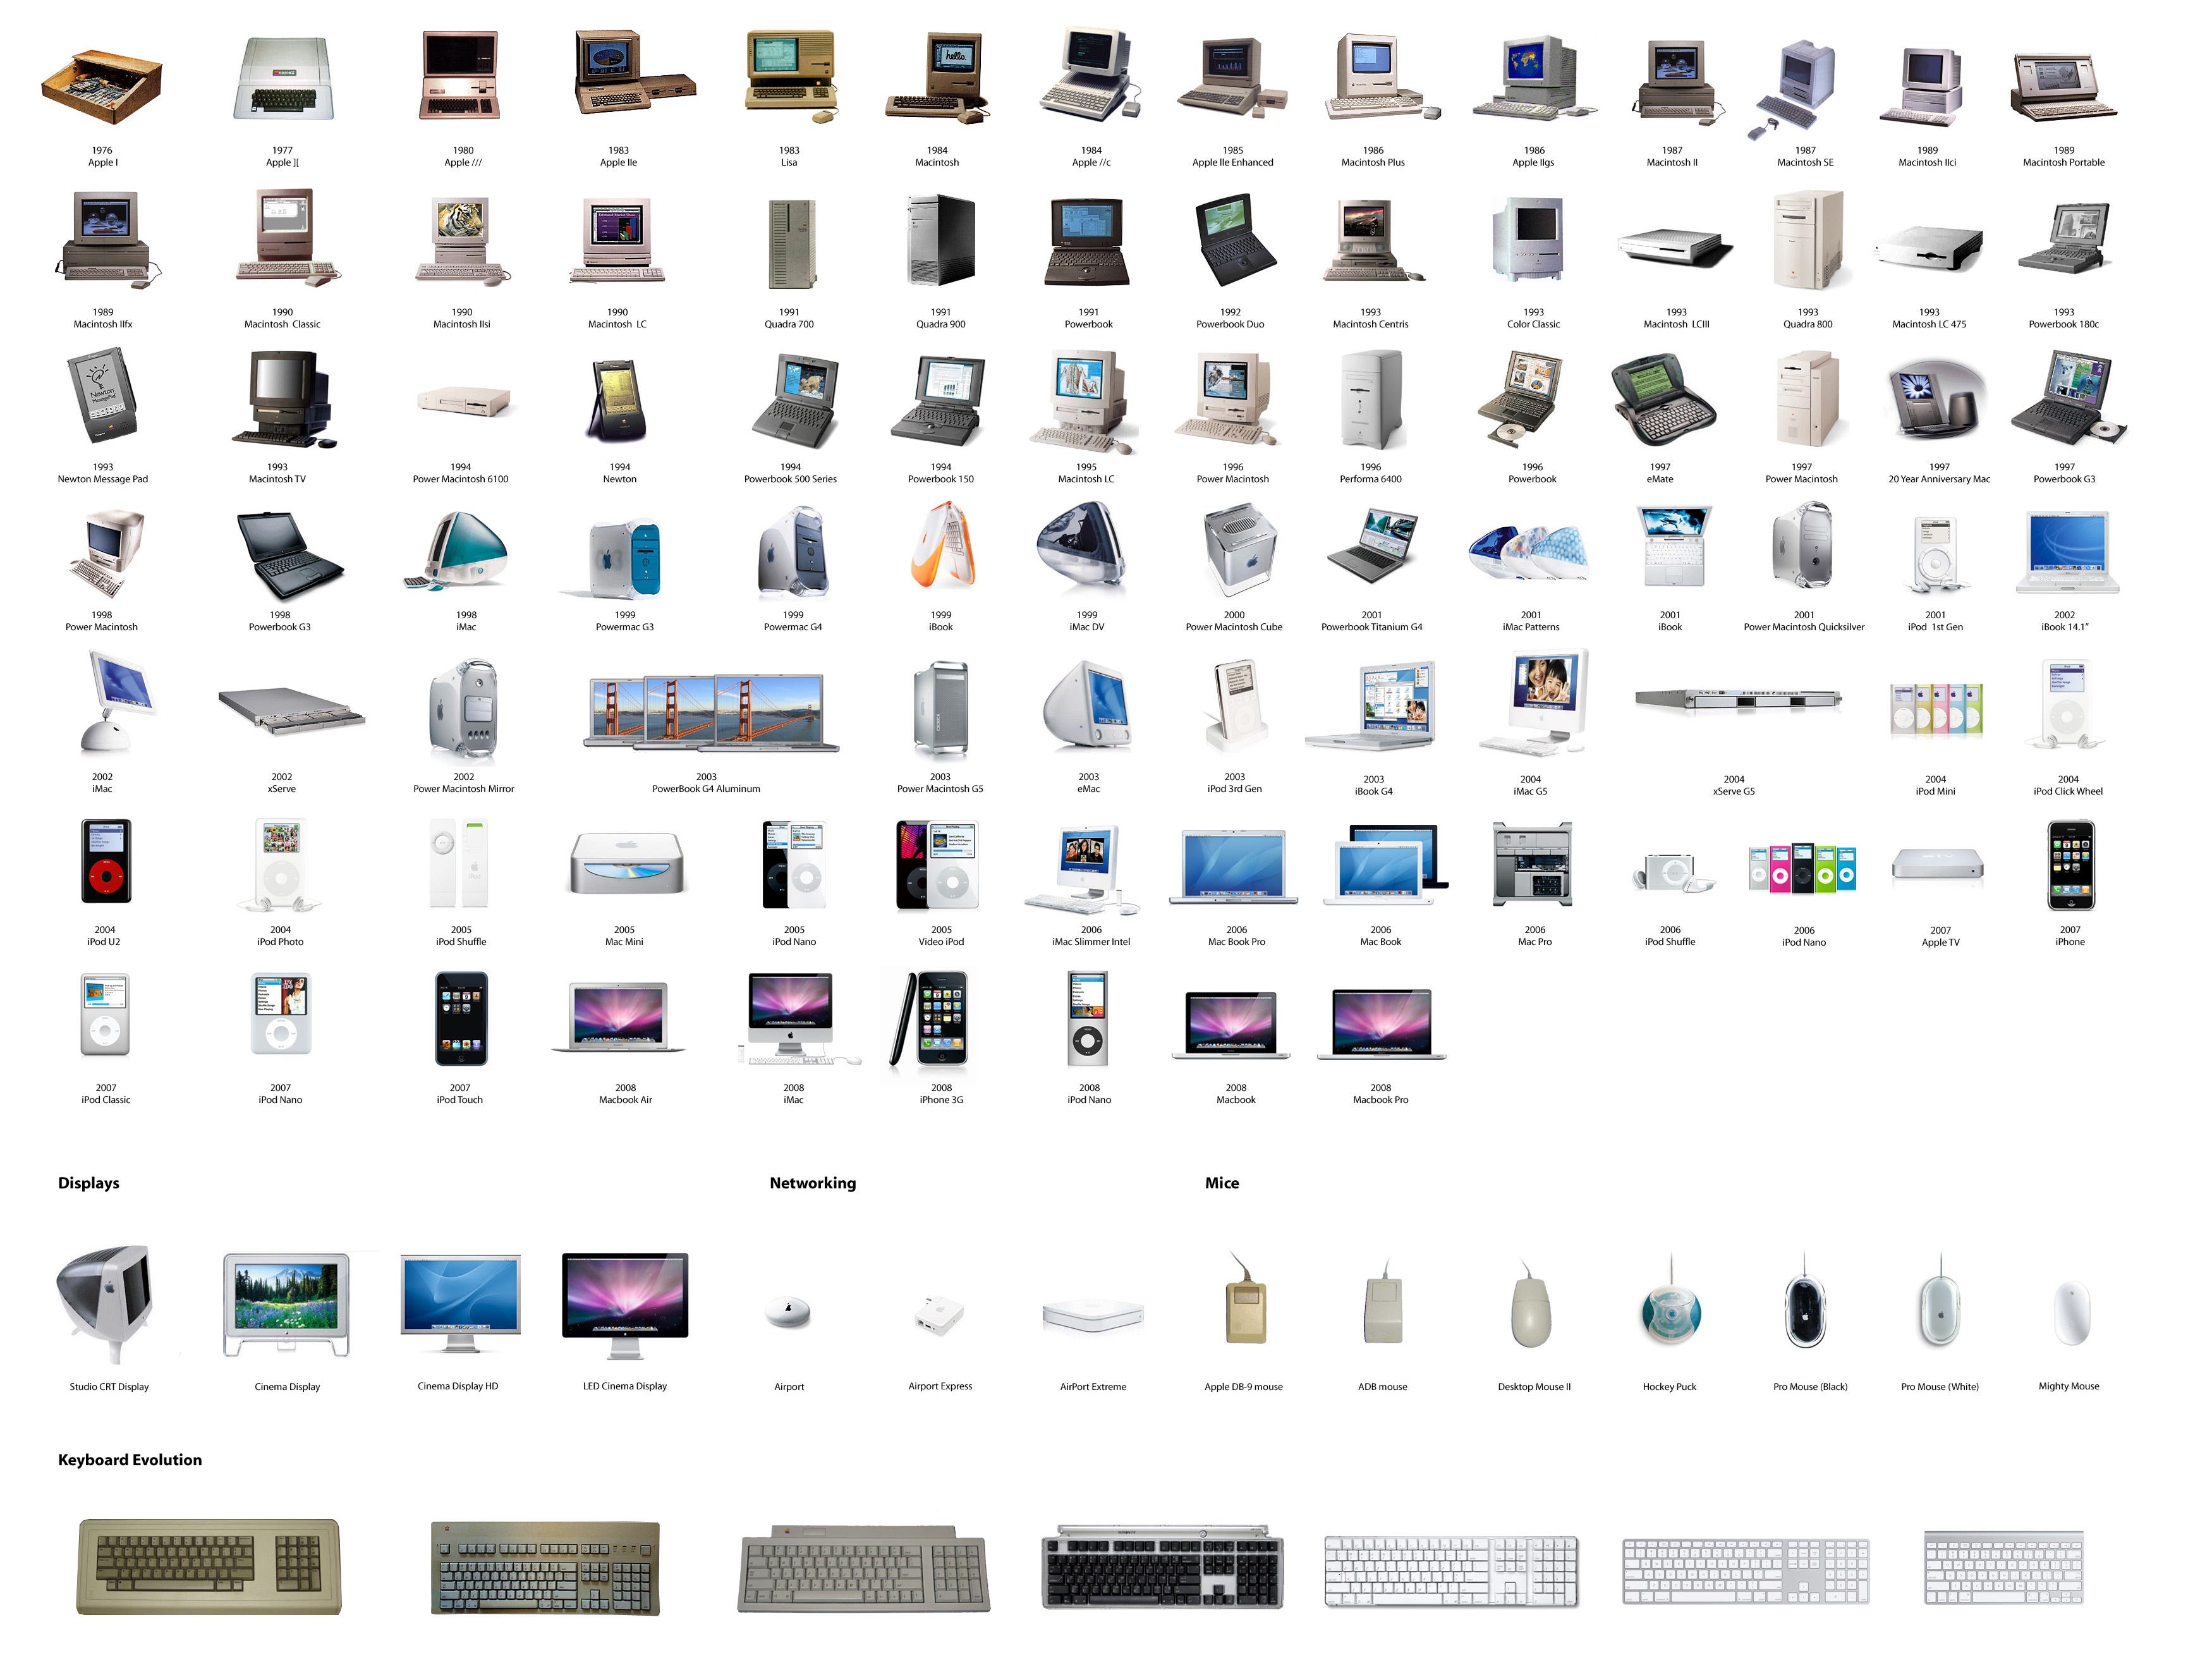 1976
Apple I
1977
Apple ][
1980
Apple ///
1983
Apple IIe
1983
Lisa
1984
Macintosh
1984
Apple //c
1985
Apple IIe Enhanced
1986
Macintosh Plus
1986
Apple IIgs
1987
Macintosh II
1987
Macintosh SE
1989
Macintosh IIci
1989
Macintosh Portable
hello.
1989
Macintosh IIfx
1990
Macintosh Classic
1990
Macintosh IIsi
1990
Macintosh LC
1991
Quadra 700
1991
Quadra 900
1991
Powerbook
1992
Powerbook Duo
1993
Macintosh Centris
1993
Color Classic
1993
Macintosh LCIII
1993
Quadra 800
1993
Macintosh LC 475
1993
Powerbook 180c
Newton
MessagePad
1993
Newton Message Pad
1993
Macintosh TV
1994
Power Macintosh 6100
1994
Newton
1994
Powerbook 500 Series
1994
Powerbook 150
1995
Macintosh LC
1996
Power Macintosh
1996
Performa 6400
1996
Powerbook
1997
eMate
1997
Power Macintosh
1997
20 Year Anniversary Mac
1997
Powerbook G3
1998
Power Macintosh
1998
Powerbook G3
1998
iMac
1999
Powermac G3
1999
Powermac G4
1999
iBook
1999
iMac DV
2000
Power Macintosh Cube
2001
Powerbook Titanium G4
2001
iMac Patterns
2001
iBook
2001
Power Macintosh Quicksilver
2001
iPod 1st Gen
2002
iBook 14.1”
2002
iMac
2002
xServe
2002
Power Macintosh Mirror
2003
PowerBook G4 Aluminum
2003
Power Macintosh G5
2003
eMac
2003
iPod 3rd Gen
2003
iBook G4
2004
iMac G5
2004
xServe G5
2004
iPod Mini
2004
iPod Click Wheel
2004
iPod U2
2004
iPod Photo
2005
iPod Shuffle
2005
Mac Mini
2005
iPod Nano
2005
Video iPod
2006
iMac Slimmer Intel
2006
Mac Book Pro
2006
Mac Book
2006
Mac Pro
2006
iPod Shuffle
2006
iPod Nano
2007
Apple TV
2007
iPhone
2007
iPod Classic
2007
iPod Nano
2007
iPod Touch
2008
Macbook Air
2008
iMac
2008
iPhone 3G
2008
iPod Nano
2008
Macbook
2008
Macbook Pro
Displays
Networking
Mice
Studio CRT Display
Cinema Display
Cinema Display HD
LED Cinema Display
Airport
Airport Express
AirPort Extreme
Apple DB-9 mouse
ADB mouse
Desktop Mouse II
Hockey Puck
Pro Mouse (Black)
Pro Mouse (White)
Mighty Mouse
Keyboard Evolution